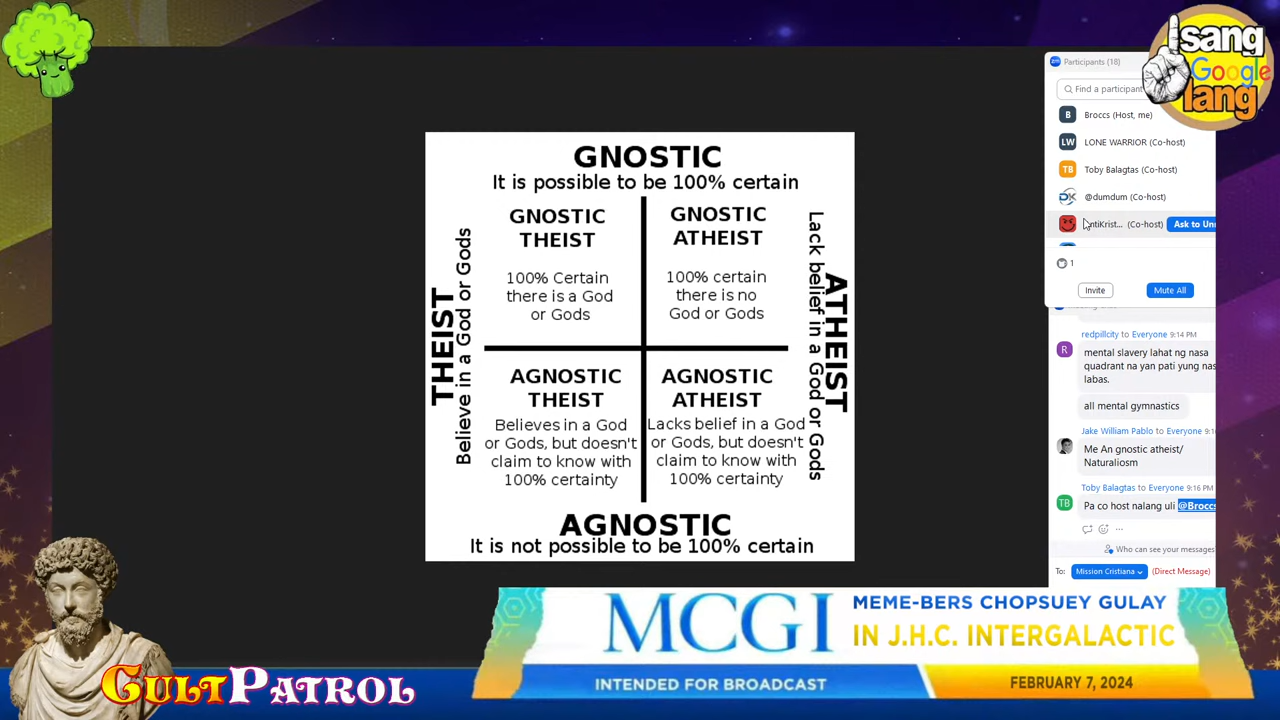 Isang
Google
lang
Participants (18)
Find a participant
B
Broccs (Host, me)
LW
LONE WARRIOR (Co-host)
TB
Toby Balagtas (Co-host)
DK
@dumdum (Co-host)
(Co-host)
1
Invite
Mute All
redpillcity to Everyone 9:14 PM
R
mental slavery lahat ng nasa
quadrant na yan pati yung nas
labas.
all mental gymnastics
Jake William Pablo to Everyone
Me An gnostic atheist/
Naturaliosm
Toby Balagtas to Everyone 9:16 PM
TB
Pa co host nalang uli @Broccs
Who can see your messages
To: Mission Cristiana (Direct Message)
GNOSTIC
It is possible to be 100% certain
THEIST
Believe in a God or Gods
GNOSTIC
THEIST
100% Certain
there is a God
or Gods
GNOSTIC
ATHEIST
100% certain
there is no
God or Gods
ATHEIST
Lack belief in a God or Gods
AGNOSTIC
THEIST
Believes in a God
or Gods, but doesn't
claim to know with
100% certainty
AGNOSTIC
ATHEIST
Lacks belief in a God
or Gods, but doesn't
claim to know with
100% certainty
AGNOSTIC
It is not possible to be 100% certain
MCGI
MEME-BERS CHOPSUEY GULAY
IN J.H.C. INTERGALACTIC
INTENDED FOR BROADCAST
FEBRUARY 7, 2024
CULTPATROL